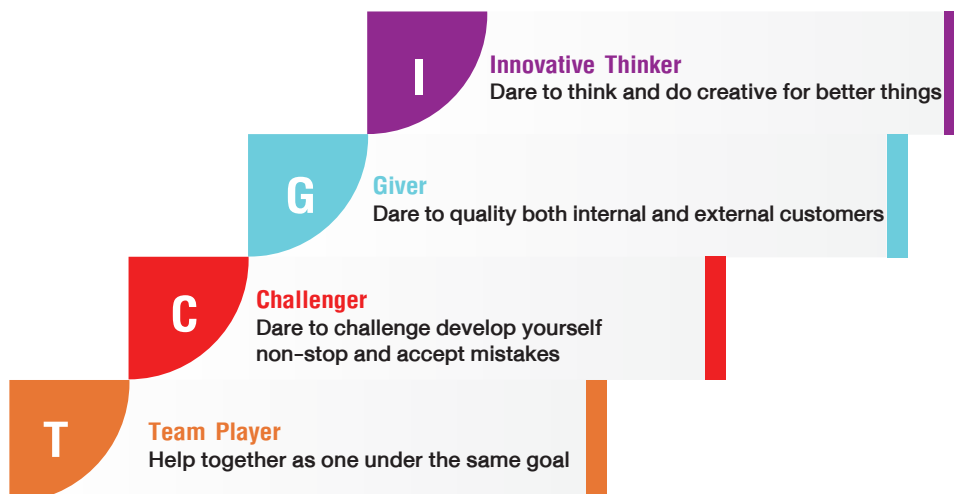 I
Innovative Thinker
Dare to think and do creative for better things
G
Giver
Dare to quality both internal and external customers
C
Challenger
Dare to challenge develop yourself
non-stop and accept mistakes
T
Team Player
Help together as one under the same goal